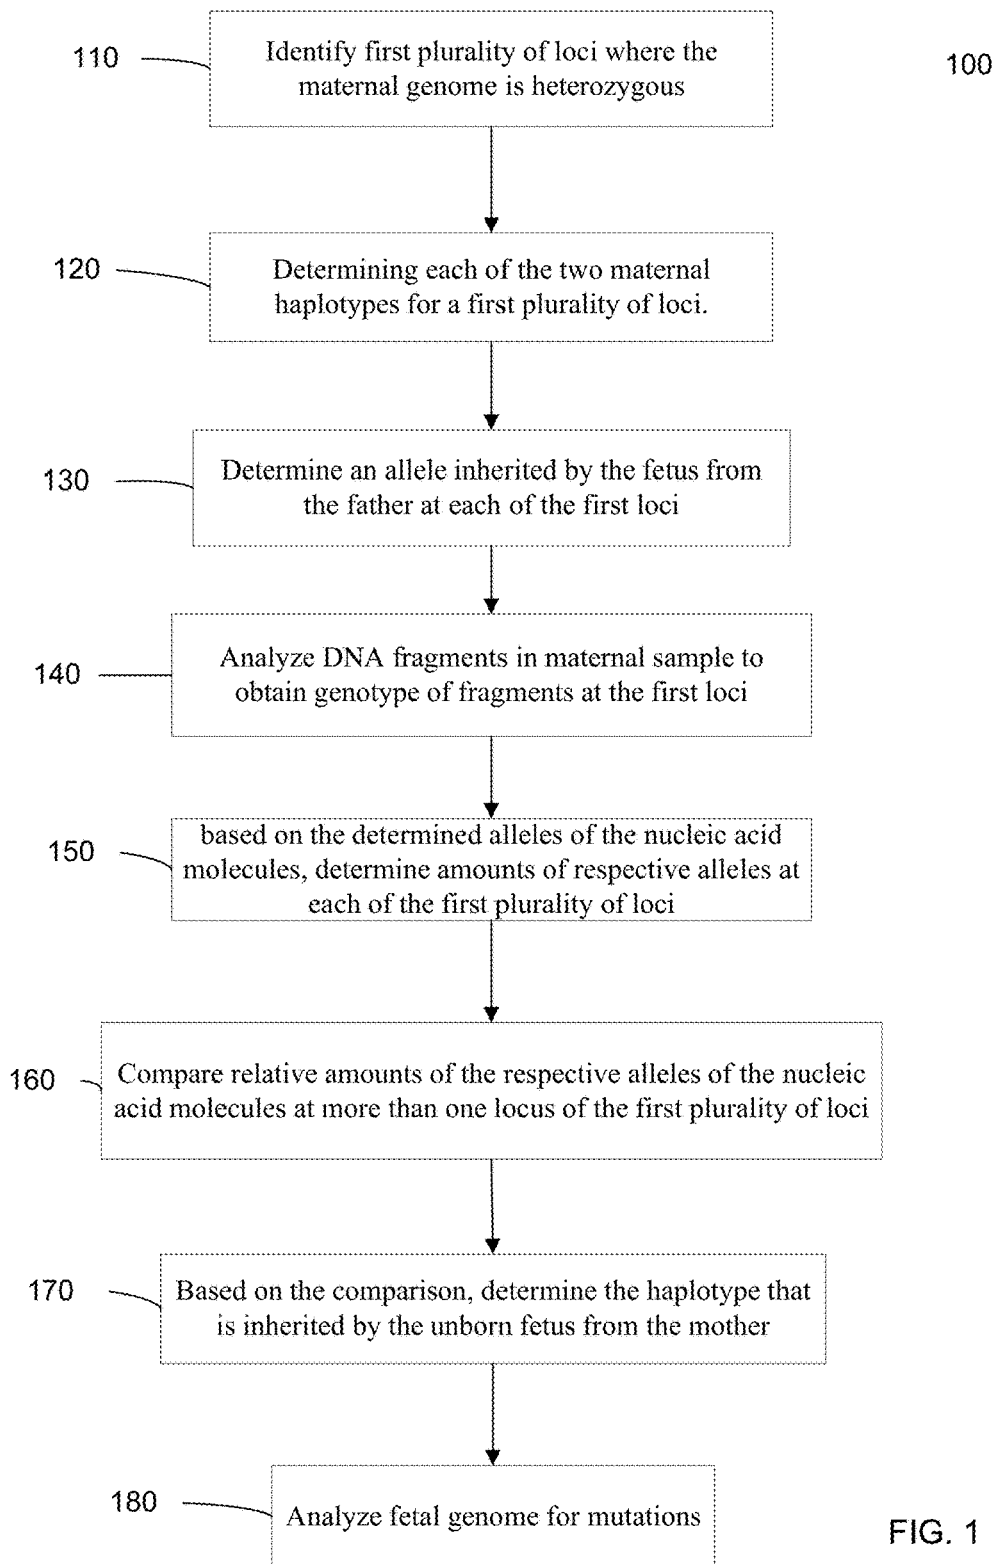 110
Identify first plurality of loci where the
maternal genome is heterozygous
100
120
Determining each of the two maternal
haplotypes for a first plurality of loci.
130
Determine an allele inherited by the fetus from
the father at each of the first loci
140
Analyze DNA fragments in maternal sample to
obtain genotype of fragments at the first loci
150
based on the determined alleles of the nucleic acid
molecules, determine amounts of respective alleles at
each of the first plurality of loci
160
Compare relative amounts of the respective alleles of the nucleic
acid molecules at more than one locus of the first plurality of loci
170
Based on the comparison, determine the haplotype that
is inherited by the unborn fetus from the mother
180
Analyze fetal genome for mutations
FIG. 1